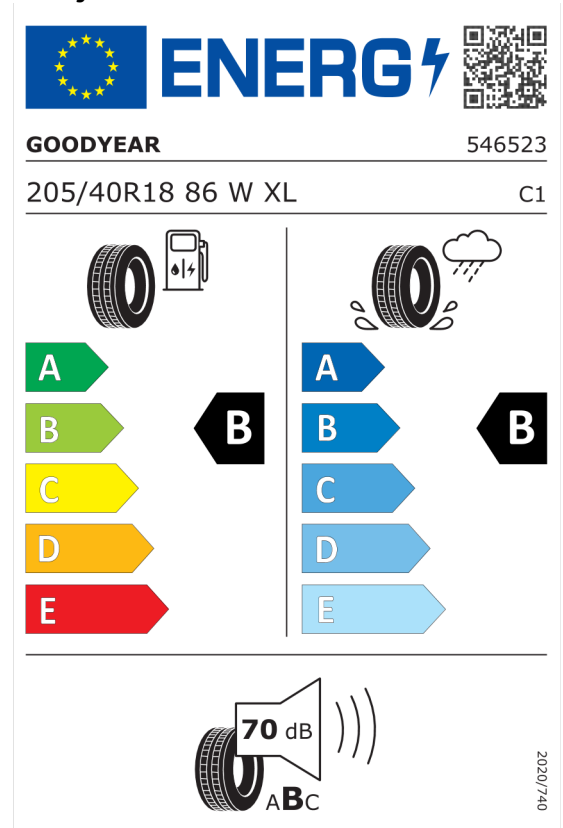 ENERG
GOODYEAR 546523
205/40R18 86 W XL C1
A A
B B B B
C C
D D
E E
70 dB
ABC
2020/740